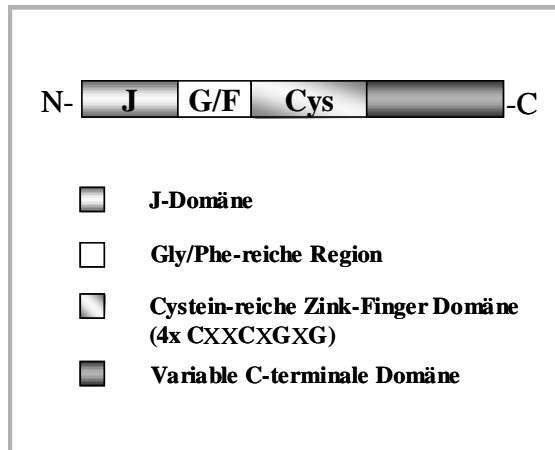 N- J G/F Cys -C
J-Domäne
Gly/Phe-reiche Region
Cystein-reiche Zink-Finger Domäne
(4x CXXCXGXG)
Variable C-terminale Domäne